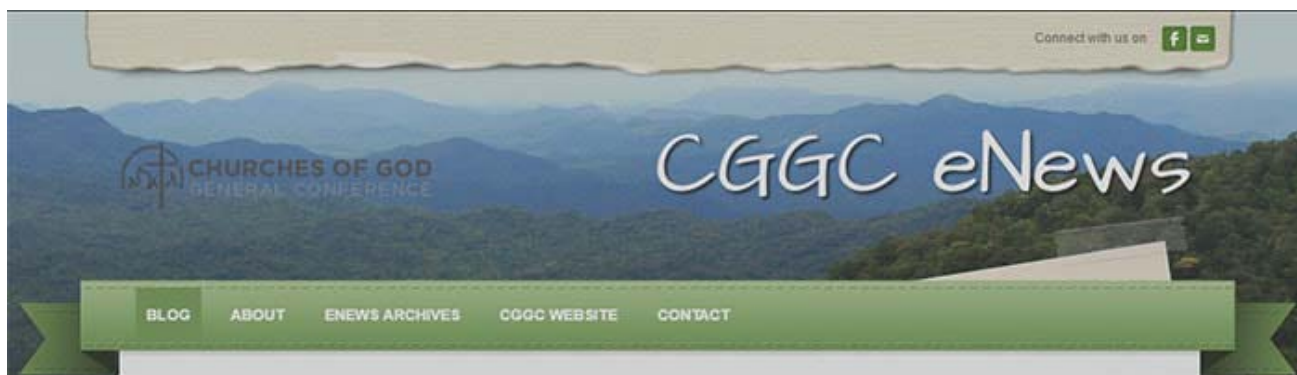 Connect with us on
CHURCHES OF GOD
GENERAL CONFERENCE
CGGC eNews
BLOG ABOUT ENEWS ARCHIVES CGGC WEBSITE CONTACT